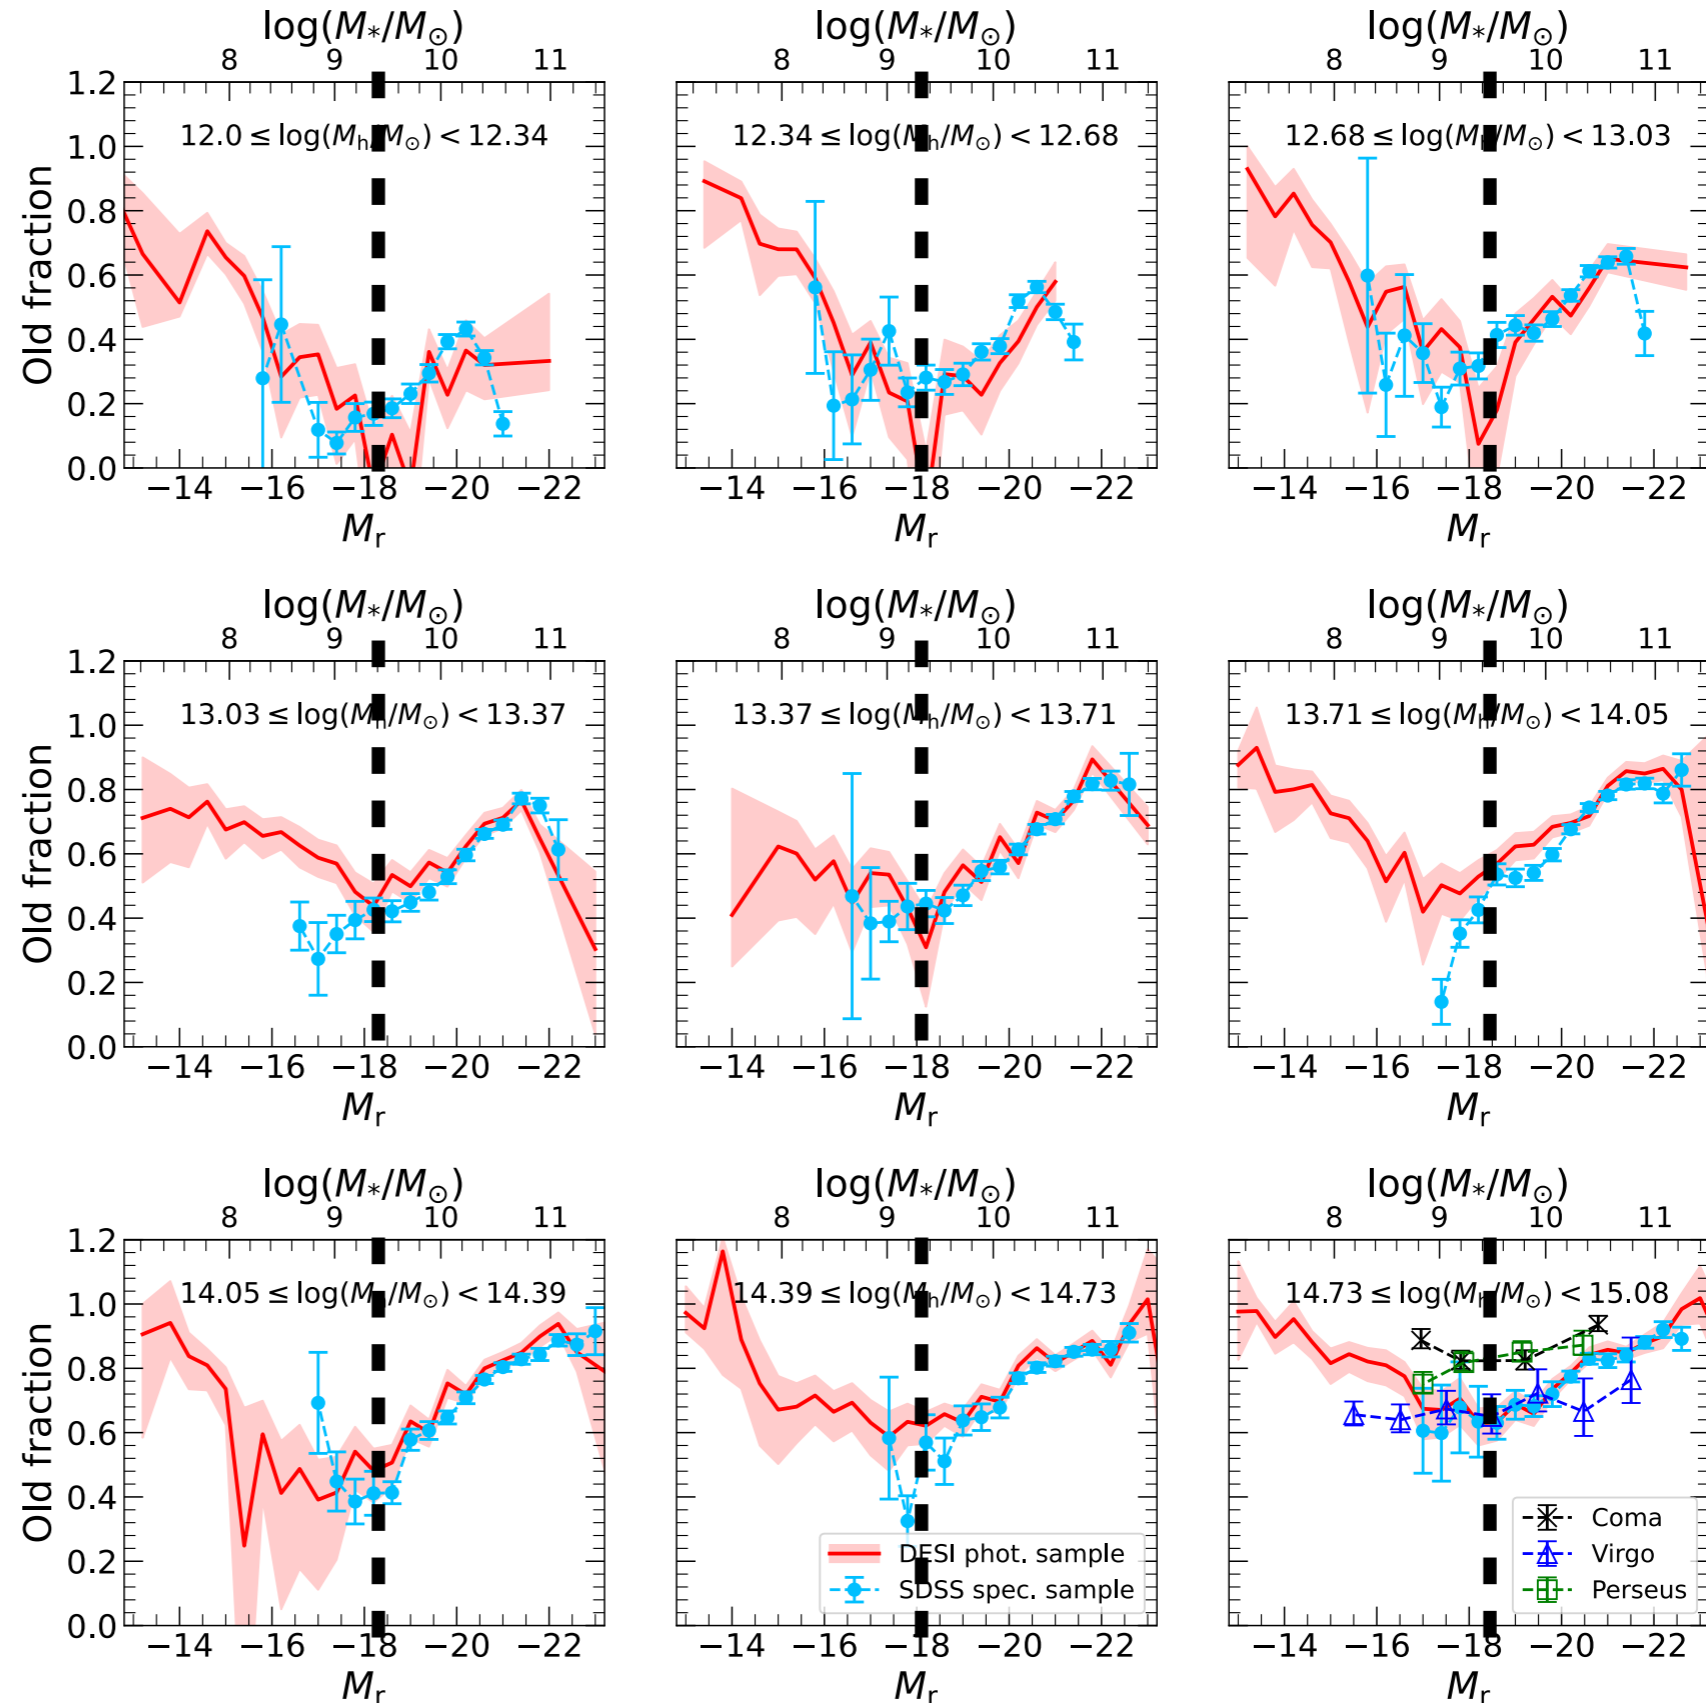 log(M*/M⊙) log(M*/M⊙) log(M*/M⊙)
8 9 10 11 8 9 10 11 8 9 10 11
12.0 ≤ log(Mh/M⊙) < 12.34
12.34 ≤ log(Mh/M⊙) < 12.68
12.68 ≤ log(Mh/M⊙) < 13.03
Old fraction
1.2
1.0
0.8
0.6
0.4
0.2
0.0 0.0 0.0
−14 −16 −18 −20 −22 −14 −16 −18 −20 −22 −14 −16 −18 −20 −22
Mr Mr Mr
log(M*/M⊙) log(M*/M⊙) log(M*/M⊙)
8 9 10 11 8 9 10 11 8 9 10 11
13.03 ≤ log(Mh/M⊙) < 13.37
13.37 ≤ log(Mh/M⊙) < 13.71
13.71 ≤ log(Mh/M⊙) < 14.05
Old fraction
1.2
1.0
0.8
0.6
0.4
0.2
0.0
−14 −16 −18 −20 −22 −14 −16 −18 −20 −22 −14 −16 −18 −20 −22
Mr Mr Mr
log(M*/M⊙) log(M*/M⊙) log(M*/M⊙)
8 9 10 11 8 9 10 11 8 9 10 11
14.05 ≤ log(Mh/M⊙) < 14.39
14.39 ≤ log(Mh/M⊙) < 14.73
14.73 ≤ log(Mh/M⊙) < 15.08
Old fraction
1.2
1.0
0.8
0.6
0.4
0.2
0.0
DESI phot. sample
SDSS spec. sample
Coma
Virgo
Perseus
−14 −16 −18 −20 −22 −14 −16 −18 −20 −22 −14 −16 −18 −20 −22
Mr Mr Mr